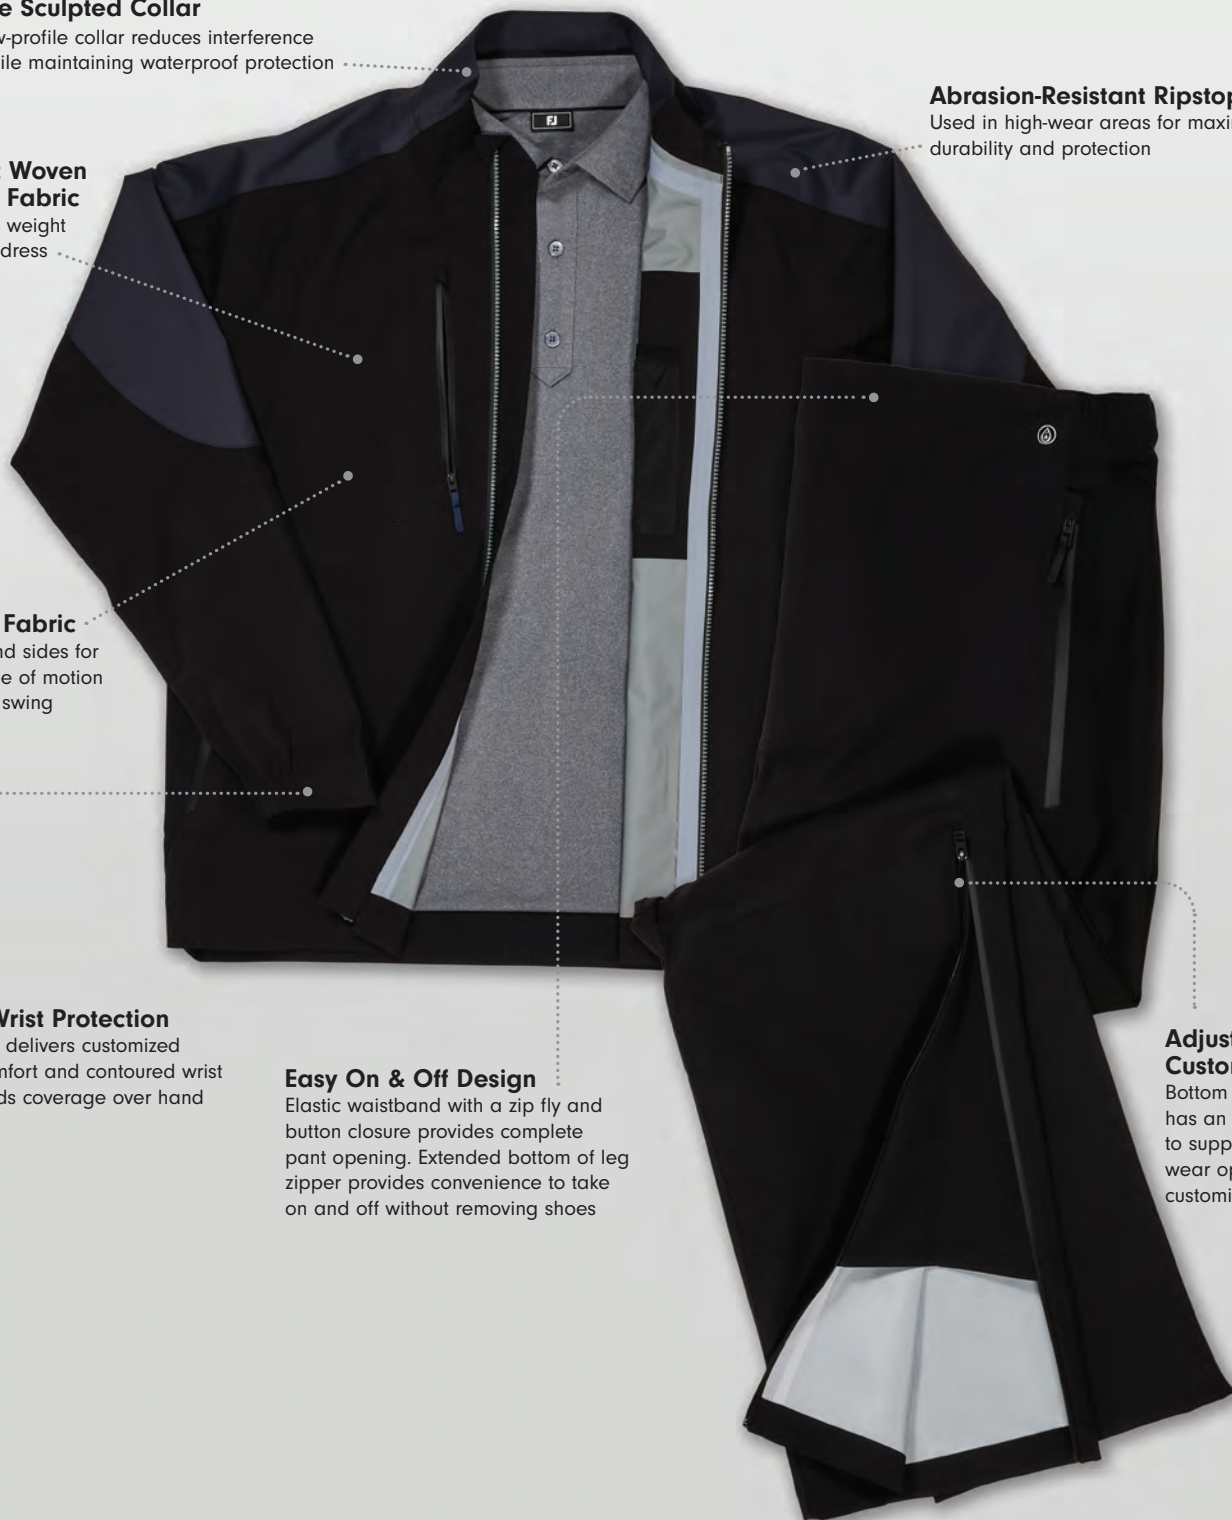 e Sculpted Collar
w-profile collar reduces interference
ile maintaining waterproof protection
Abrasion-Resistant Ripstop
Used in high-wear areas for maxi
durability and protection
Woven
Fabric
weight
dress
FJ
Fabric
nd sides for
e of motion
swing
Wrist Protection
delivers customized
mfort and contoured wrist
ds coverage over hand
Easy On & Off Design
Elastic waistband with a zip fly and
button closure provides complete
pant opening. Extended bottom of leg
zipper provides convenience to take
on and off without removing shoes
Adjust
Custo
Bottom
has an
to supp
wear op
customi